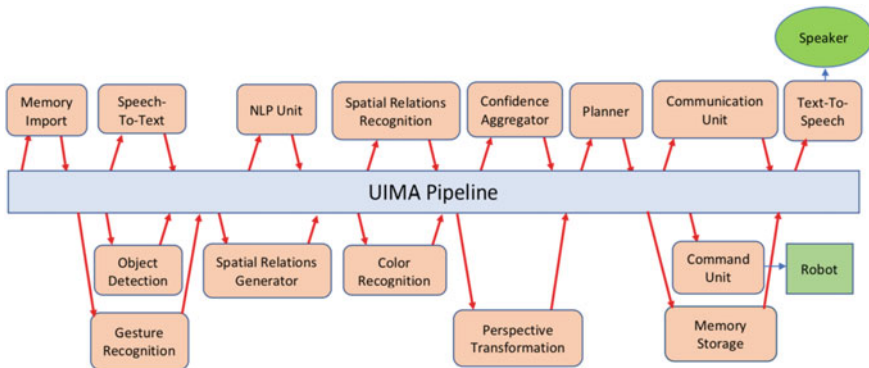 Speaker
Memory
Import
Speech-
To-Text
NLP Unit
Spatial Relations
Recognition
Confidence
Aggregator
Planner
Communication
Unit
Text-To-
Speech
UIMA Pipeline
Object
Detection
Spatial Relations
Generator
Color
Recognition
Command
Unit
Robot
Gesture
Recognition
Perspective
Transformation
Memory
Storage